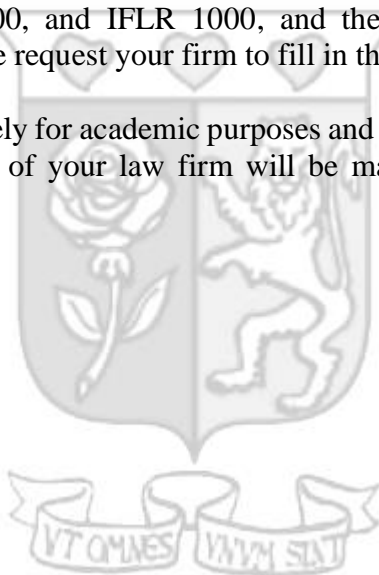 00, and IFLR 1000, and the
e request your firm to fill in th
ely for academic purposes and
of your law firm will be ma
VT OMNES VNVM SINT